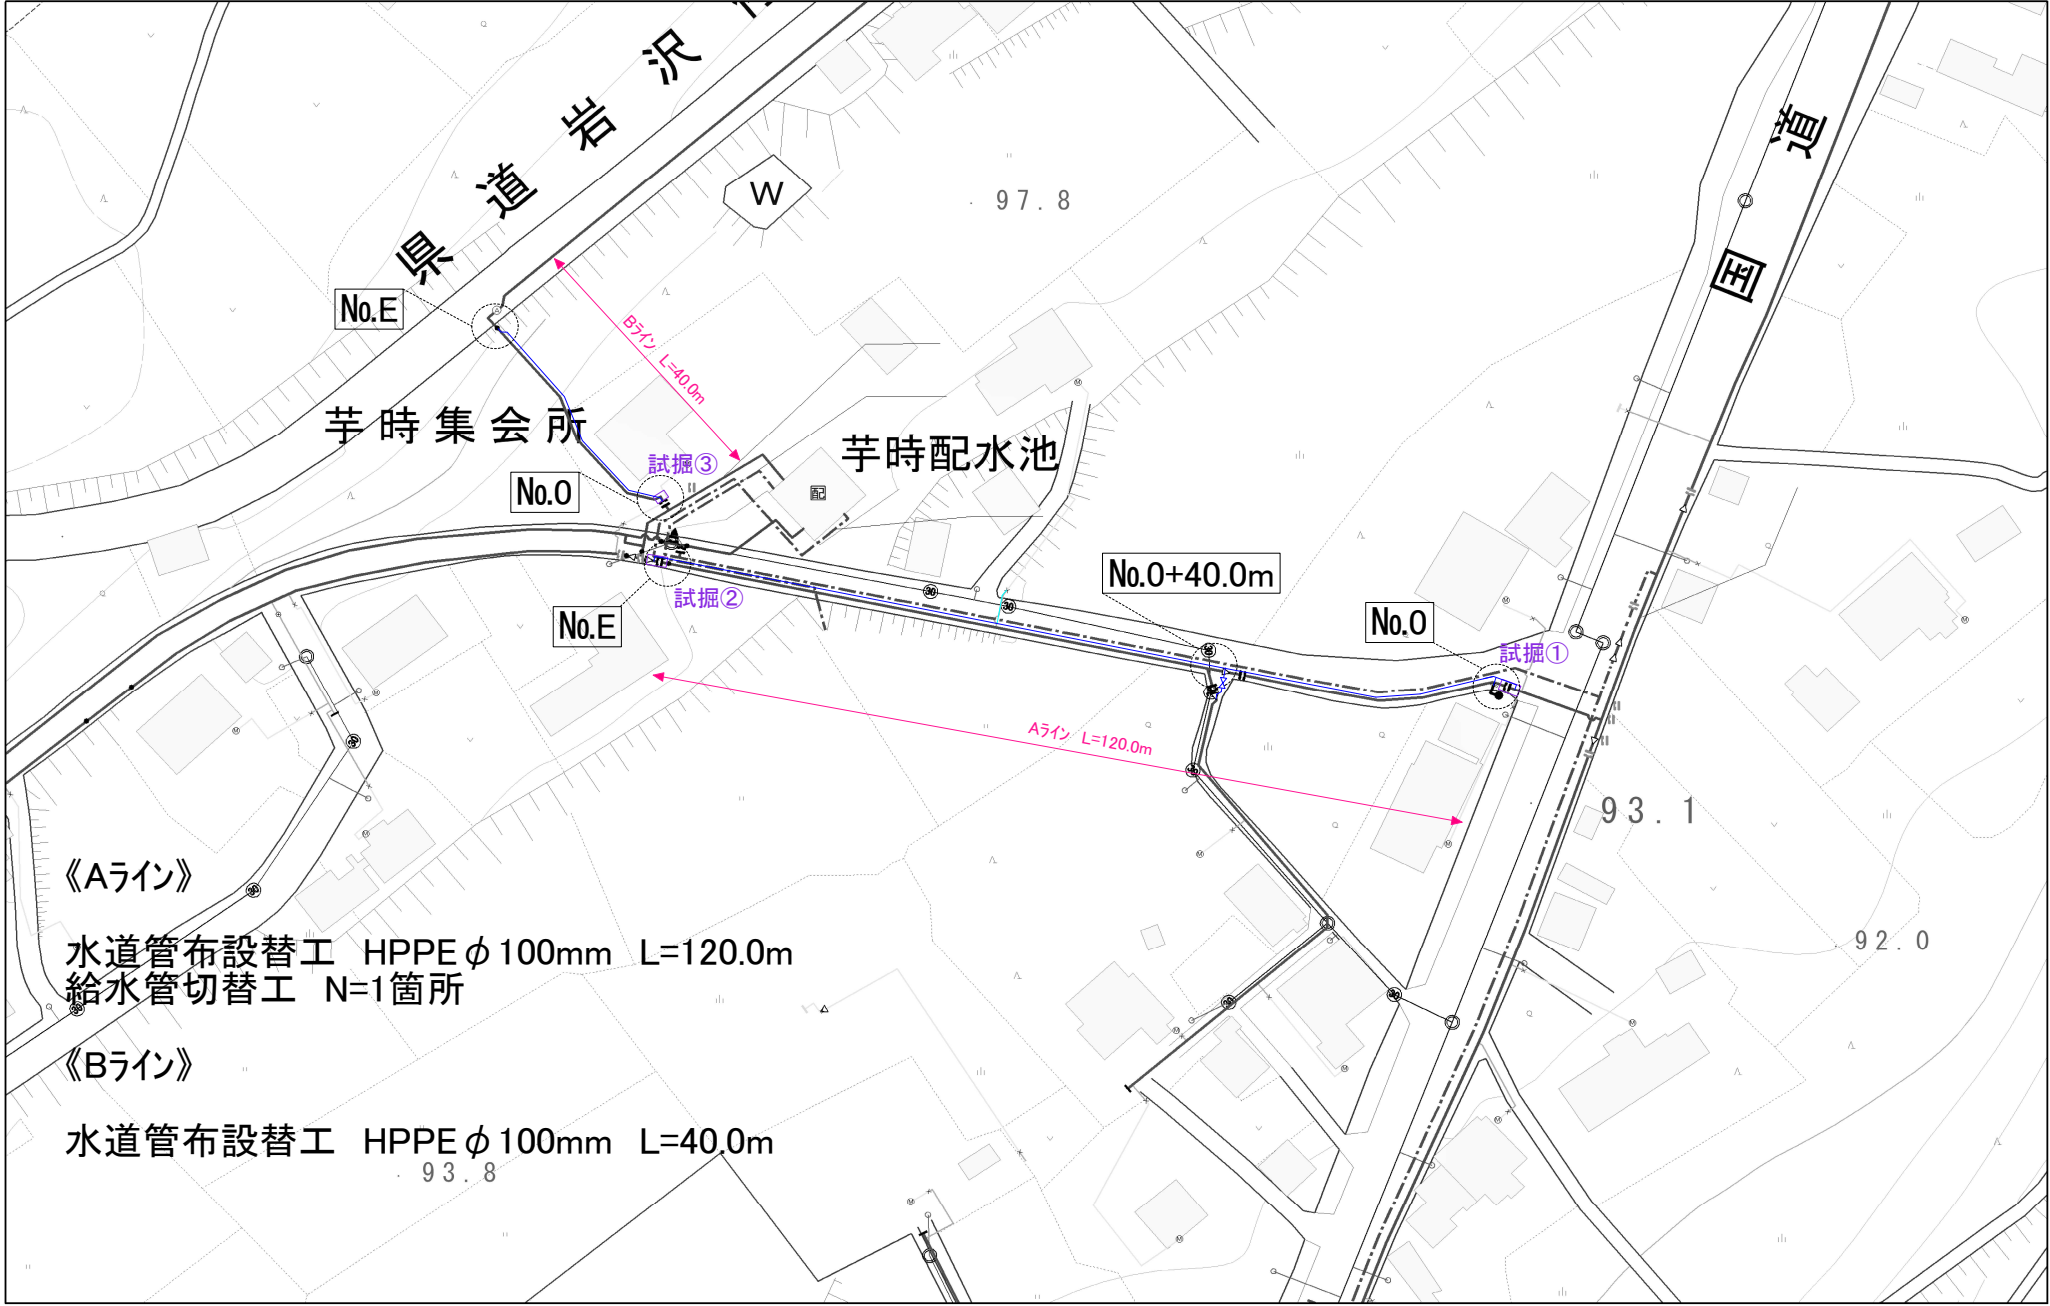 県道岩沢
国道
W
97.8
No.E
Bライン L=40.0m
芋時集会所
芋時配水池
試掘③
配
No.0
試掘②
No.E
No.0+40.0m
No.0
試掘①
30
30
30
Aライン L=120.0m
93.1
92.0
《Aライン》
水道管布設替工 HPPEφ100mm L=120.0m
給水管切替工 N=1箇所
《Bライン》
水道管布設替工 HPPEφ100mm L=40.0m
93.8